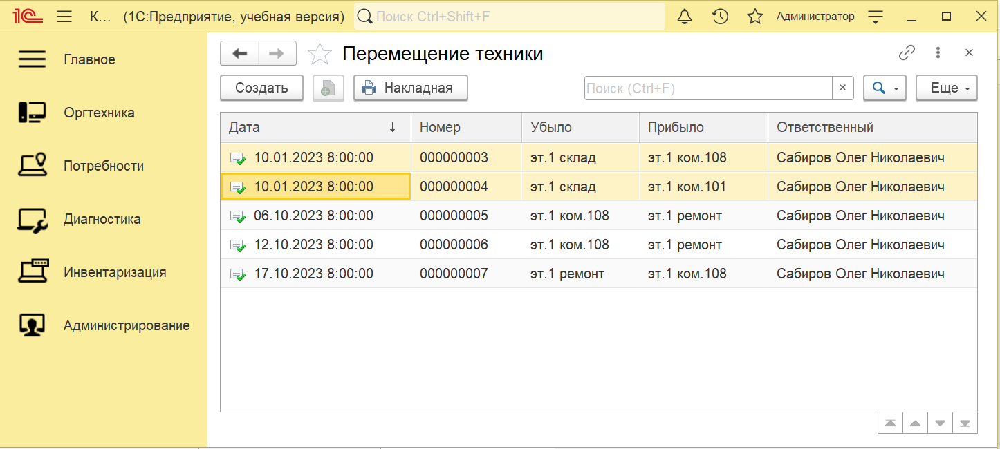 1С К... (1С:Предприятие, учебная версия) Поиск Ctrl+Shift+F Администратор
Главное
Оргтехника
Потребности
Диагностика
Инвентаризация
Администрирование
Перемещение техники
Создать Накладная Поиск (Ctrl+F) × Еще
Дата ↓ Номер Убыло Прибыло Ответственный
10.01.2023 8:00:00 000000003 эт.1 склад эт.1 ком.108 Сабиров Олег Николаевич
10.01.2023 8:00:00 000000004 эт.1 склад эт.1 ком.101 Сабиров Олег Николаевич
06.10.2023 8:00:00 000000005 эт.1 ком.108 эт.1 ремонт Сабиров Олег Николаевич
12.10.2023 8:00:00 000000006 эт.1 ком.108 эт.1 ремонт Сабиров Олег Николаевич
17.10.2023 8:00:00 000000007 эт.1 ремонт эт.1 ком.108 Сабиров Олег Николаевич